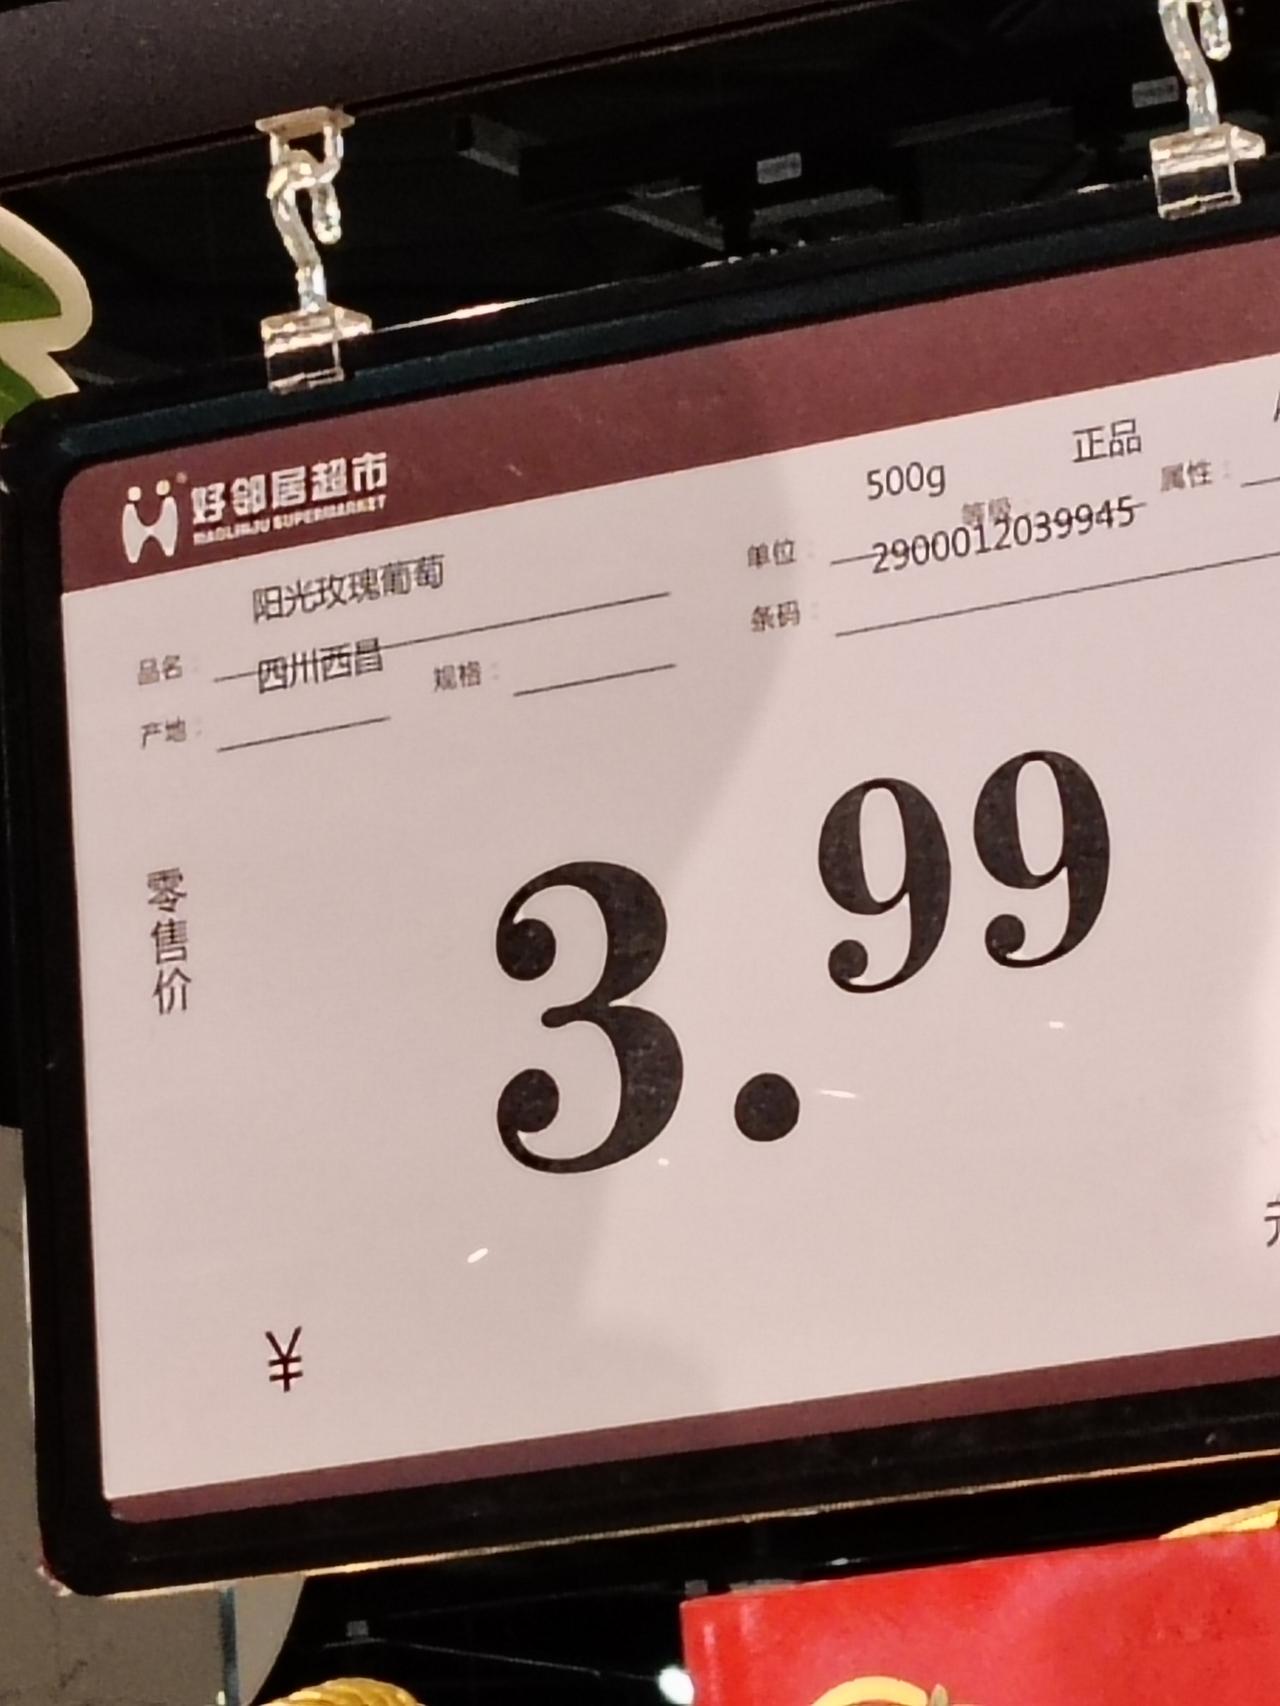 好邻居超市
HAOLINJU SUPERMARKET
500g
正品
阳光玫瑰葡萄
单位：
等级：
属性：
2900012039945
品名：
四川西昌
规格：
条码：
产地：
零售价
3.99
¥